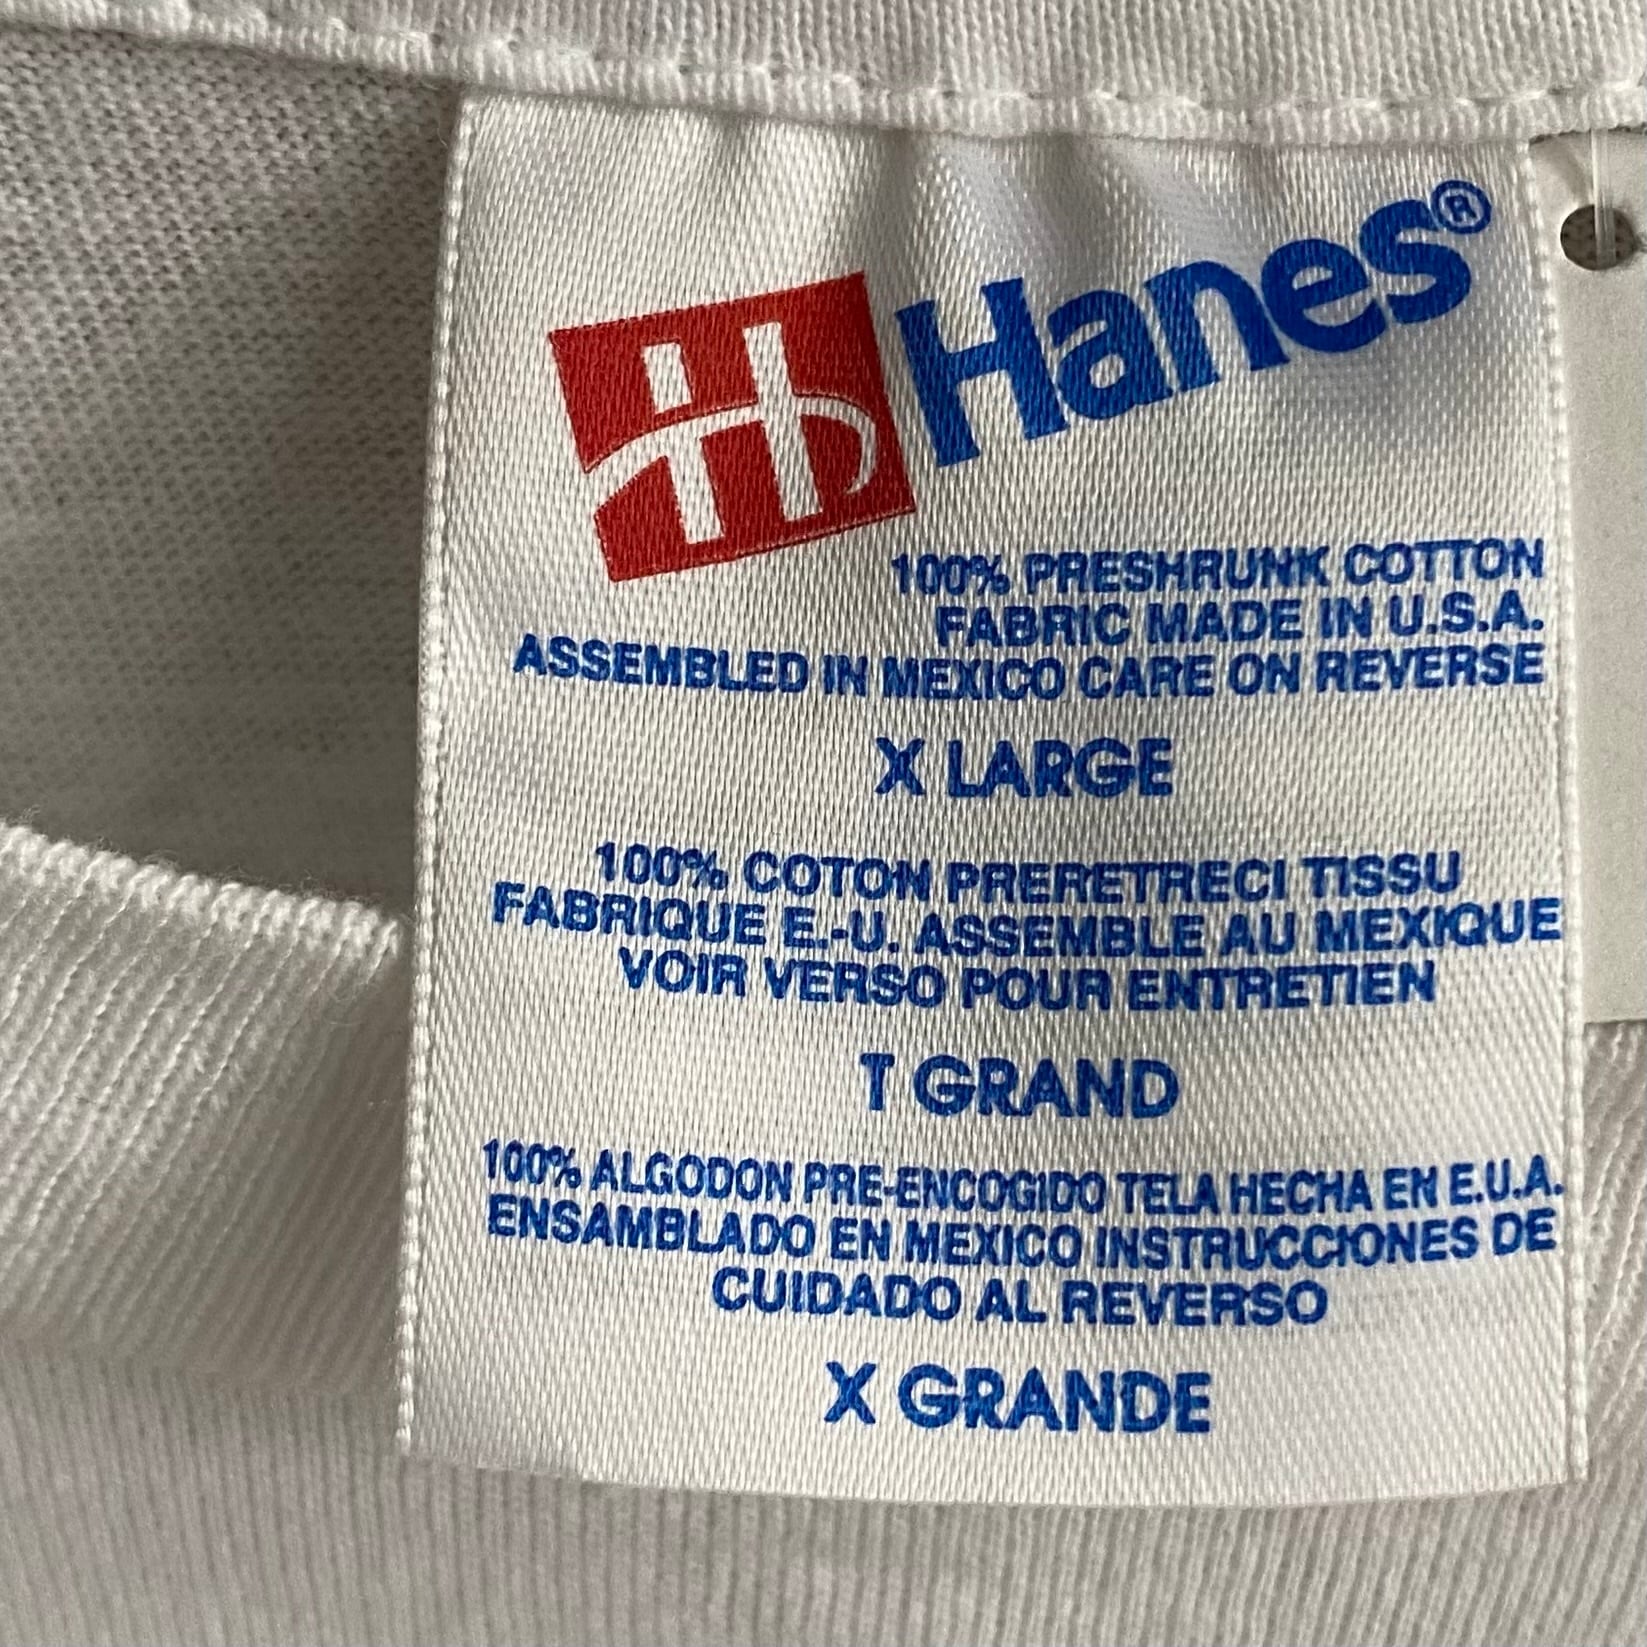 Hanes®
100% PRESHRUNK COTTON
FABRIC MADE IN U.S.A.
ASSEMBLED IN MEXICO CARE ON REVERSE
X LARGE
100% COTON PRERETRECI TISSU
FABRIQUE E.-U. ASSEMBLE AU MEXIQUE
VOIR VERSO POUR ENTRETIEN
T GRAND
100% ALGODON PRE-ENCOGIDO TELA HECHA EN E.U.A.
ENSAMBLADO EN MEXICO INSTRUCCIONES DE
CUIDADO AL REVERSO
X GRANDE